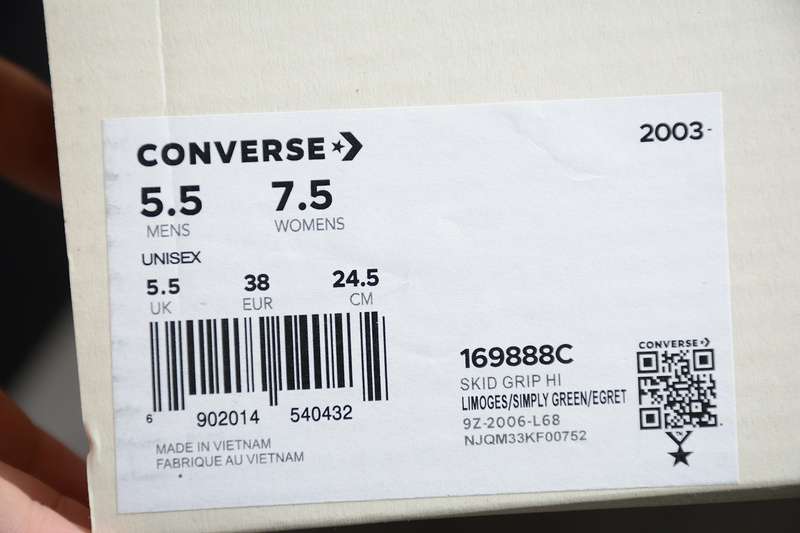 CONVERSE
2003-
5.5 7.5
MENS WOMENS
UNISEX
5.5 38 24.5
UK EUR CM
6 902014 540432
MADE IN VIETNAM
FABRIQUE AU VIETNAM
CONVERSE
169888C
SKID GRIP HI
LIMOGES/SIMPLY GREEN/EGRET
9Z-2006-L68
NJQM33KF00752